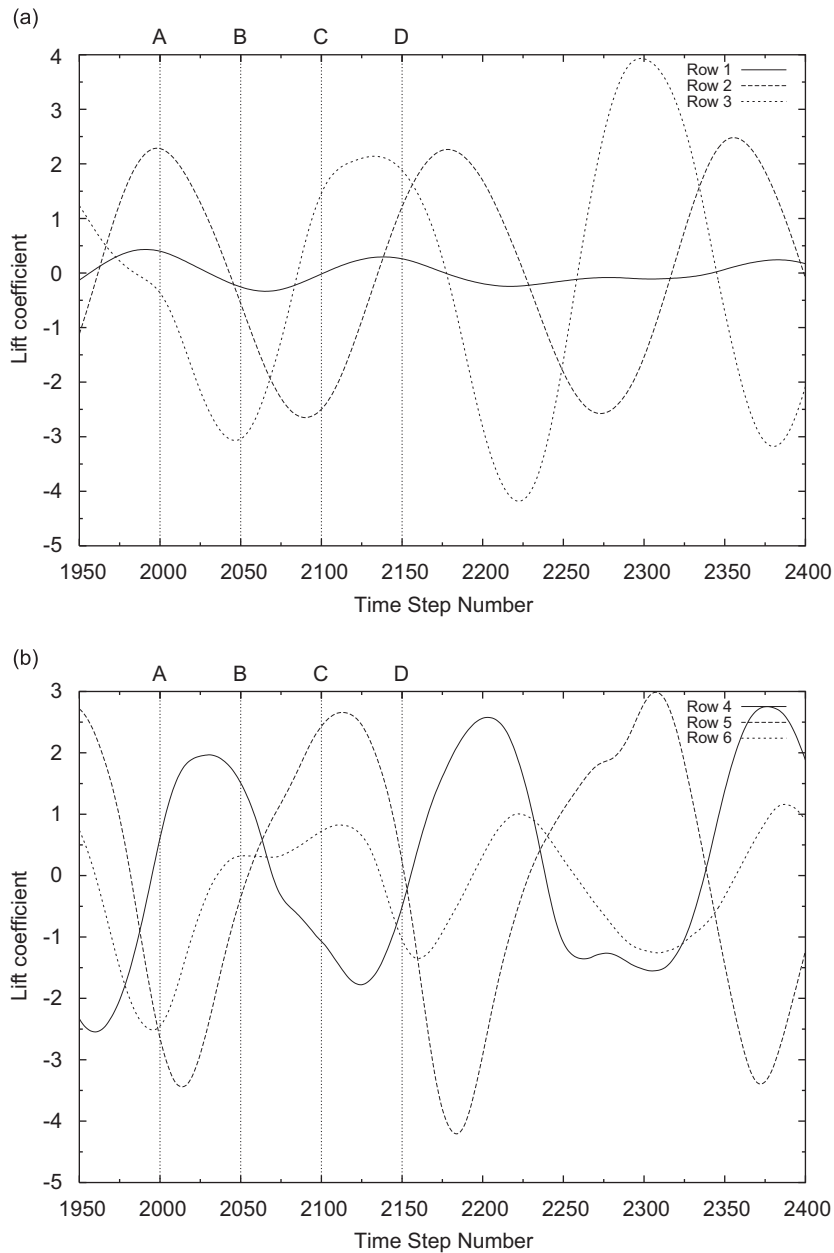 (a)
A B C D
4
3
2
1
0
-1
-2
-3
-4
-5
Lift coefficient
Row 1
Row 2
Row 3
1950 2000 2050 2100 2150 2200 2250 2300 2350 2400
Time Step Number
(b)
A B C D
3
2
1
0
-1
-2
-3
-4
-5
Lift coefficient
Row 4
Row 5
Row 6
1950 2000 2050 2100 2150 2200 2250 2300 2350 2400
Time Step Number